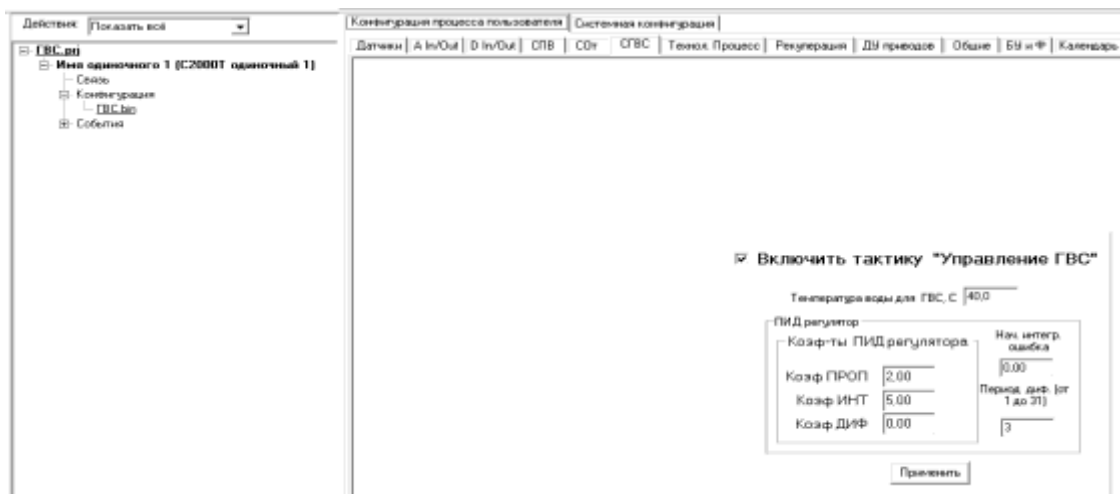 Действия: Показать всё
ГВС.prj
Имя одиночного 1 (С2000Т одиночный 1)
Связь
Конфигурация
ГВС.bin
События
Конфигурация процесса пользователя Системная конфигурация
Датчики A In/Out D In/Out СПВ СОт СГВС Технол. Процесс Рекуперация ДУ приводов Общие БУ и Ф Календарь
Включить тактику "Управление ГВС"
Температура воды для ГВС, С 40,0
ПИД регулятор
Коэф-ты ПИД регулятора
Нач. интегр. ошибка
0.00
Коэф ПРОП 2,00
Коэф ИНТ 5,00
Коэф ДИФ 0.00
Период. диф. (от 1 до 31)
3
Применить